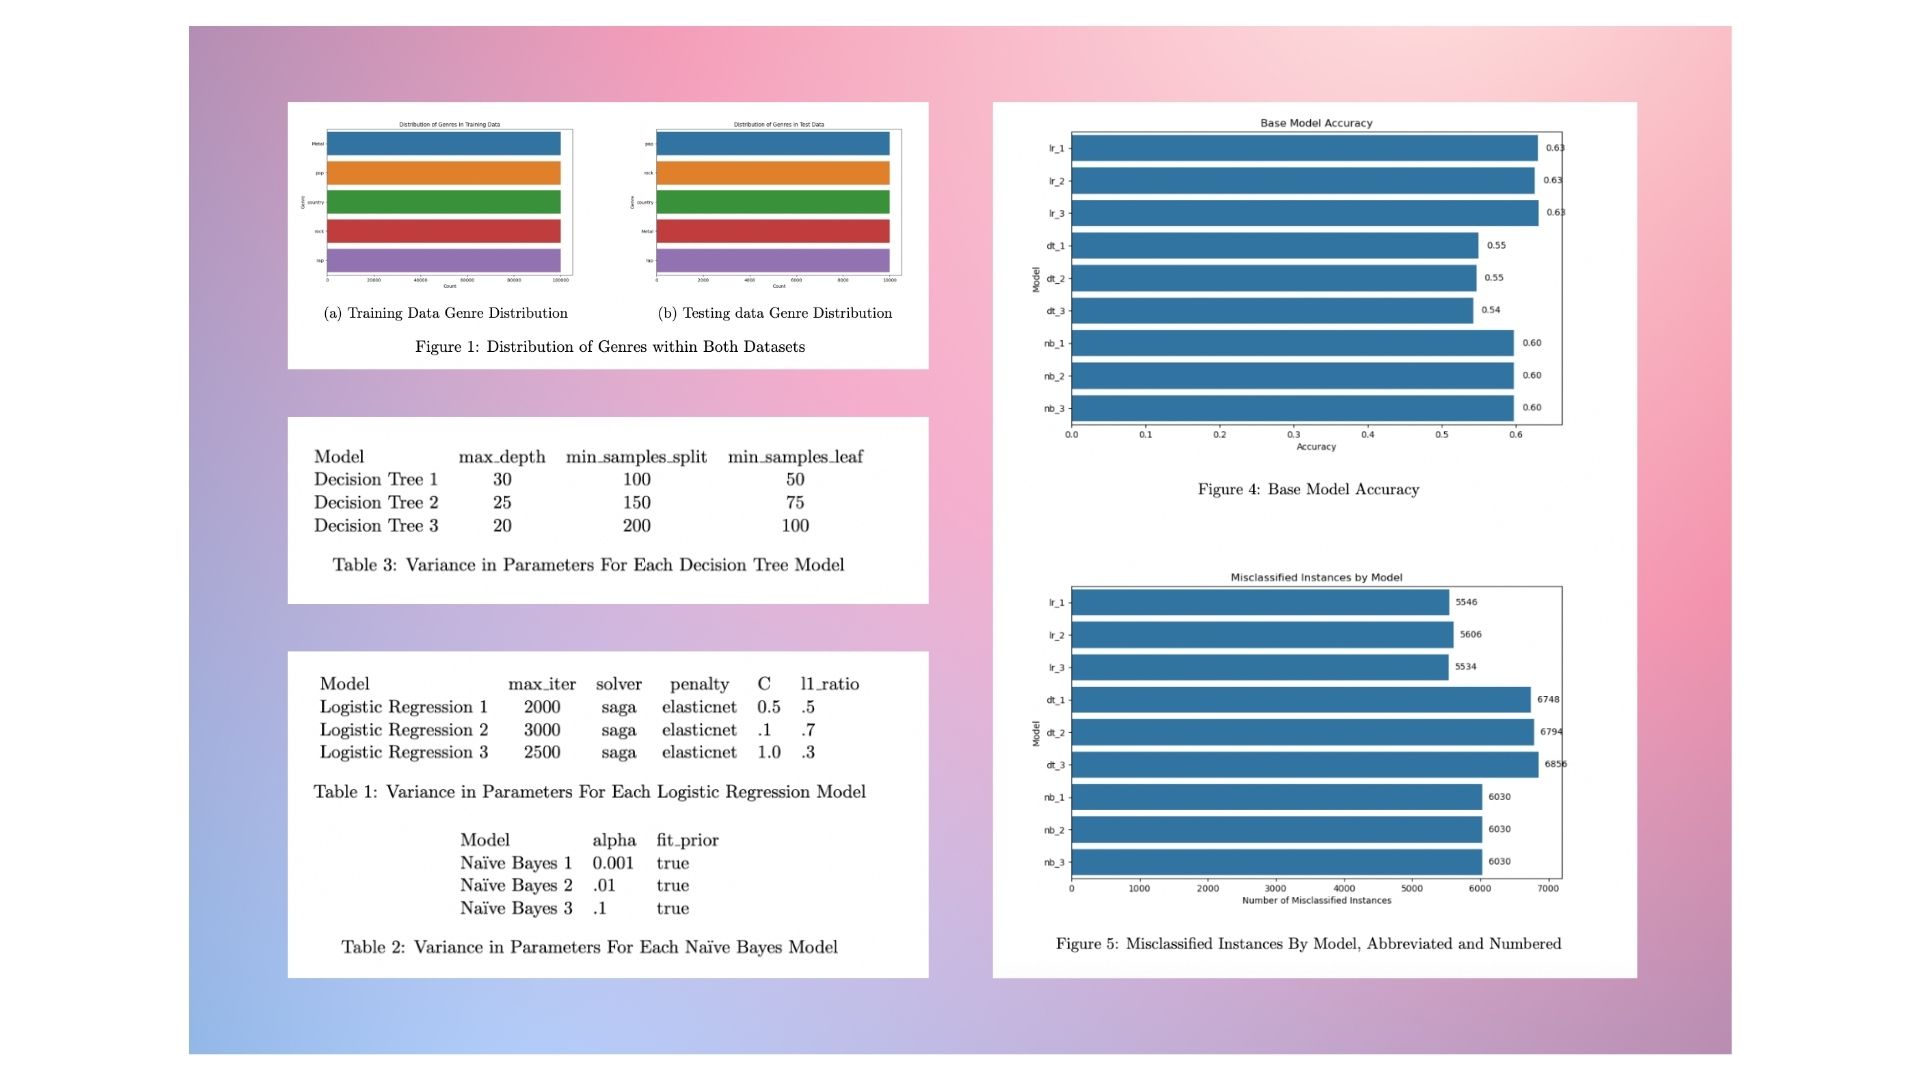 Distribution of Genres in Training Data
Genre
Metal
pop
country
rock
rap
0 20000 40000 60000 80000 100000
Count
(a) Training Data Genre Distribution
Distribution of Genres in Test Data
Genre
pop
rock
country
Metal
rap
0 2000 4000 6000 8000 10000
Count
(b) Testing data Genre Distribution
Figure 1: Distribution of Genres within Both Datasets
Model max_depth min_samples_split min_samples_leaf
Decision Tree 1 30 100 50
Decision Tree 2 25 150 75
Decision Tree 3 20 200 100
Table 3: Variance in Parameters For Each Decision Tree Model
Model max_iter solver penalty C l1_ratio
Logistic Regression 1 2000 saga elasticnet 0.5 .5
Logistic Regression 2 3000 saga elasticnet .1 .7
Logistic Regression 3 2500 saga elasticnet 1.0 .3
Table 1: Variance in Parameters For Each Logistic Regression Model
Model alpha fit_prior
Naïve Bayes 1 0.001 true
Naïve Bayes 2 .01 true
Naïve Bayes 3 .1 true
Table 2: Variance in Parameters For Each Naïve Bayes Model
Base Model Accuracy
Model
lr_1 0.63
lr_2 0.63
lr_3 0.63
dt_1 0.55
dt_2 0.55
dt_3 0.54
nb_1 0.60
nb_2 0.60
nb_3 0.60
0.0 0.1 0.2 0.3 0.4 0.5 0.6
Accuracy
Figure 4: Base Model Accuracy
Misclassified Instances by Model
Model
lr_1 5546
lr_2 5606
lr_3 5534
dt_1 6748
dt_2 6794
dt_3 6856
nb_1 6030
nb_2 6030
nb_3 6030
0 1000 2000 3000 4000 5000 6000 7000
Number of Misclassified Instances
Figure 5: Misclassified Instances By Model, Abbreviated and Numbered